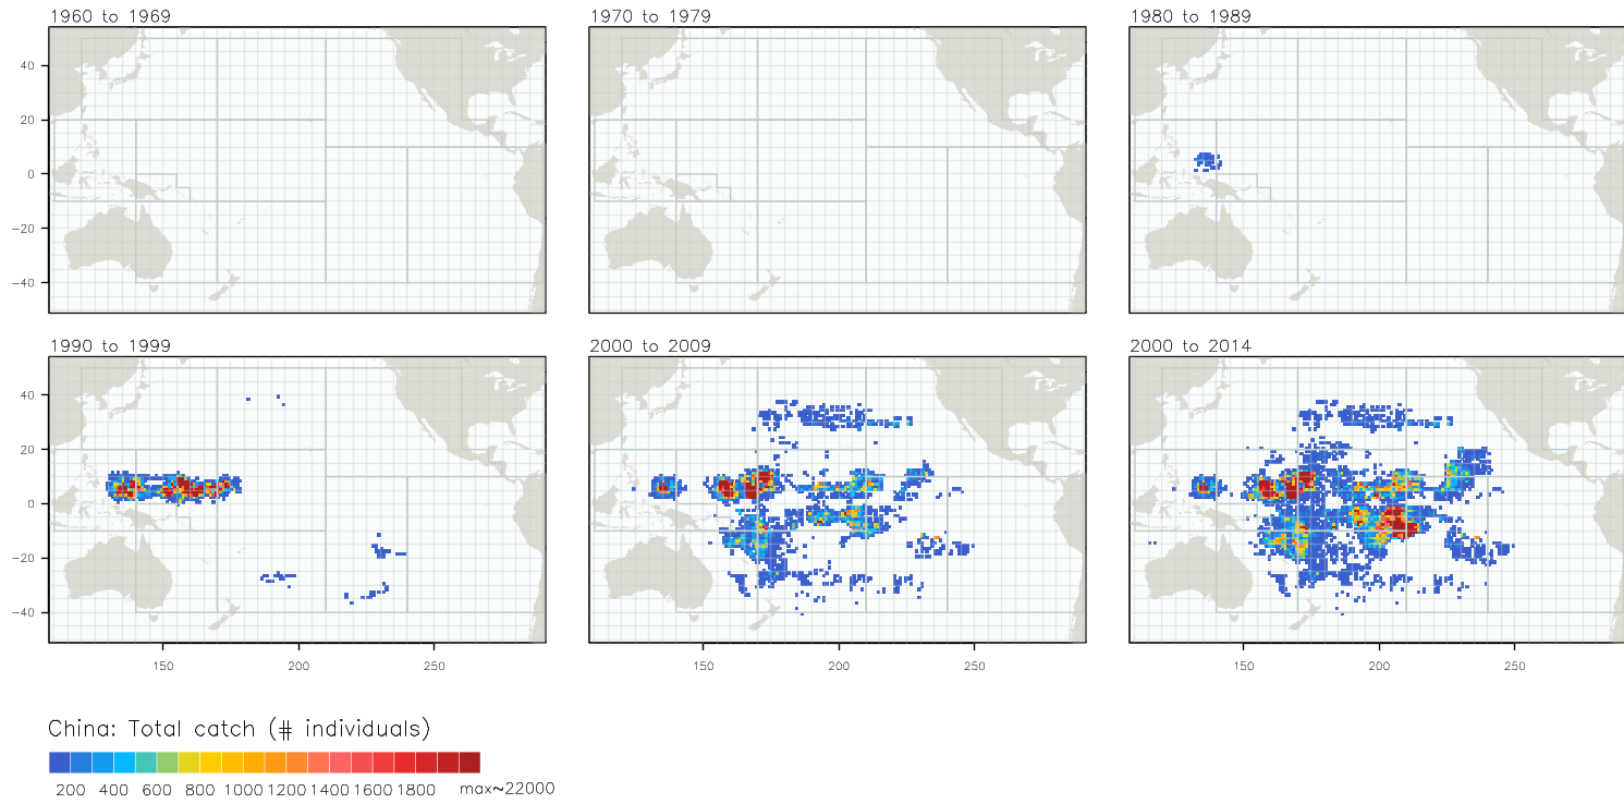 1960 to 1969
1970 to 1979
1980 to 1989
40
20
0
−20
−40
1990 to 1999
2000 to 2009
2000 to 2014
40
20
0
−20
−40
150 200 250
150 200 250
150 200 250
China: Total catch (# individuals)
200 400 600 800 1000 1200 1400 1600 1800 max~22000